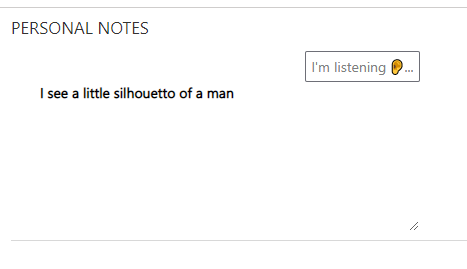 PERSONAL NOTES
I'm listening 👂...
I see a little silhouetto of a man